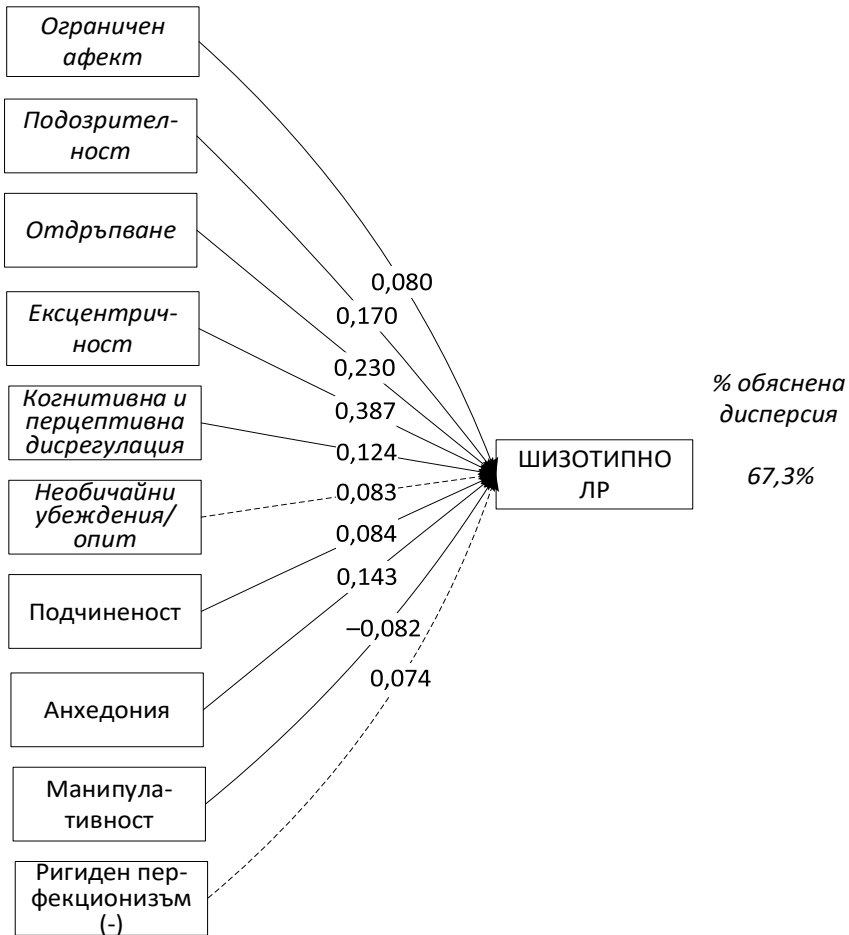 Ограничен
афект
Подозрител-
ност
Отдръпване
Ексцентрич-
ност
Когнитивна и
перцептивна
дисрегулация
Необичайни
убеждения/
опит
Подчиненост
Анхедония
Манипула-
тивност
Ригиден пер-
фекционизъм
(-)
0,080
0,170
0,230
0,387
0,124
0,083
0,084
0,143
–0,082
0,074
ШИЗОТИПНО
ЛР
% обяснена
дисперсия
67,3%